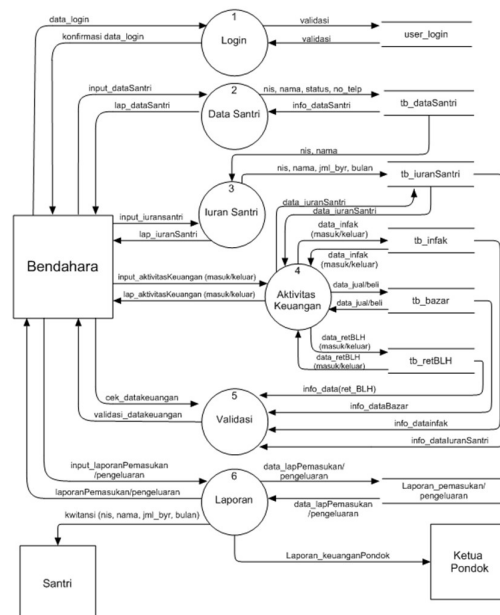 data_login
konfirmasi data_login
1
Login
validasi
validasi
user_login
input_dataSantri
lap_dataSantri
2
Data Santri
nis, nama, status, no_telp
info_dataSantri
tb_dataSantri
nis, nama
3
Iuran Santri
nis, nama, jml_byr, bulan
tb_iuranSantri
data_iuranSantri
data_iuranSantri
input_iuransantri
lap_iuranSantri
Bendahara
input_aktivitasKeuangan (masuk/keluar)
lap_aktivitasKeuangan (masuk/keluar)
4
Aktivitas
Keuangan
data_infak
(masuk/keluar)
data_infak
(masuk/keluar)
tb_infak
data_jual/beli
data_jual/beli
tb_bazar
data_retBLH
(masuk/keluar)
data_retBLH
(masuk/keluar)
tb_retBLH
cek_datakeuangan
validasi_datakeuangan
5
Validasi
info_data(ret_BLH)
info_dataBazar
info_datainfak
info_dataIuranSantri
input_laporanPemasukan
/pengeluaran
laporanPemasukan/pengeluaran
6
Laporan
data_lapPemasukan/
pengeluaran
data_lapPemasukan
/pengeluaran
Laporan_pemasukan/
pengeluaran
kwitansi (nis, nama, jml_byr, bulan)
Laporan_keuanganPondok
Santri
Ketua
Pondok